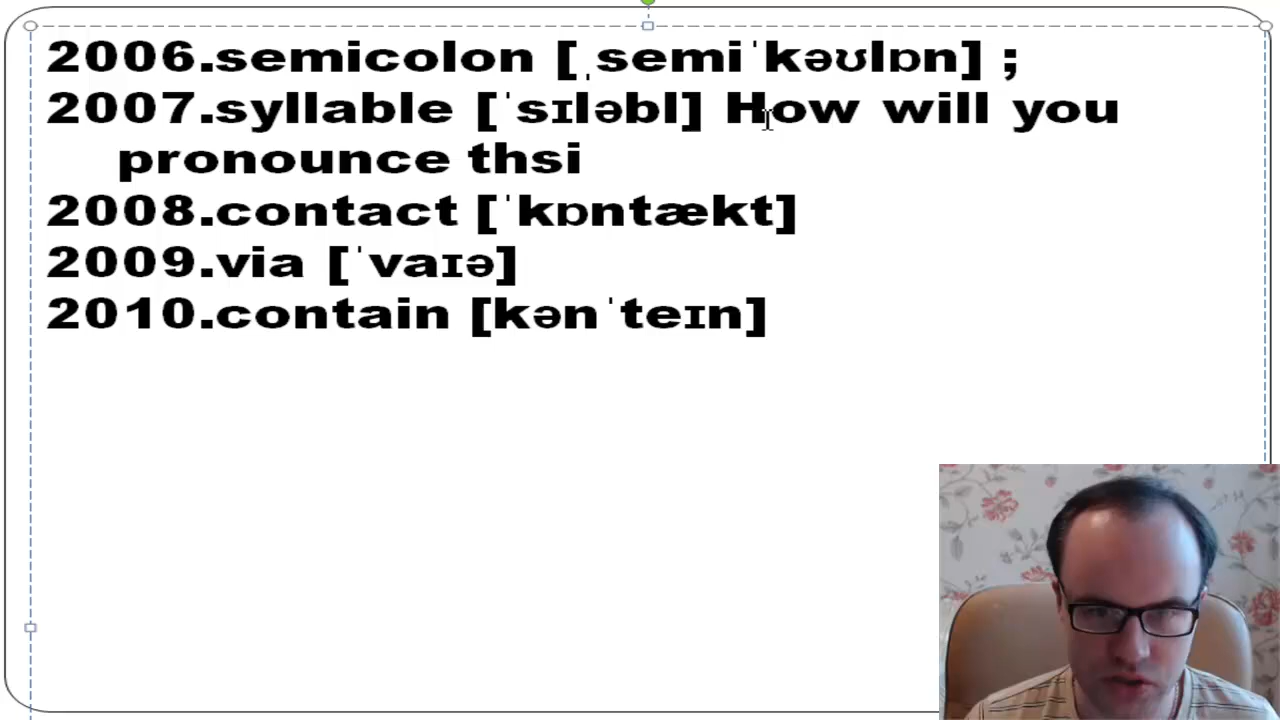 2006.semicolon [ˌsemiˈkəʊlɒn] ;
2007.syllable [ˈsɪləbl] How will you
pronounce thsi
2008.contact [ˈkɒntækt]
2009.via [ˈvaɪə]
2010.contain [kənˈteɪn]